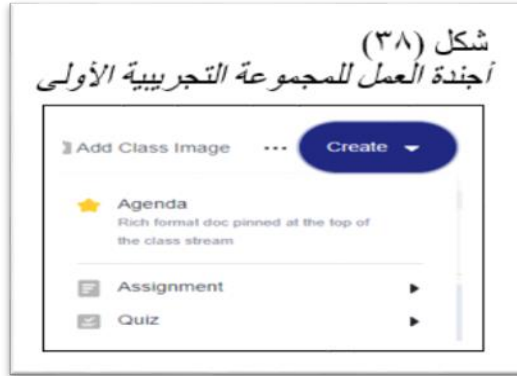 شكل (٣٨)
أجندة العمل للمجموعة التجريبية الأولى
Add Class Image ... Create
Agenda
Rich format doc pinned at the top of
the class stream
Assignment
Quiz